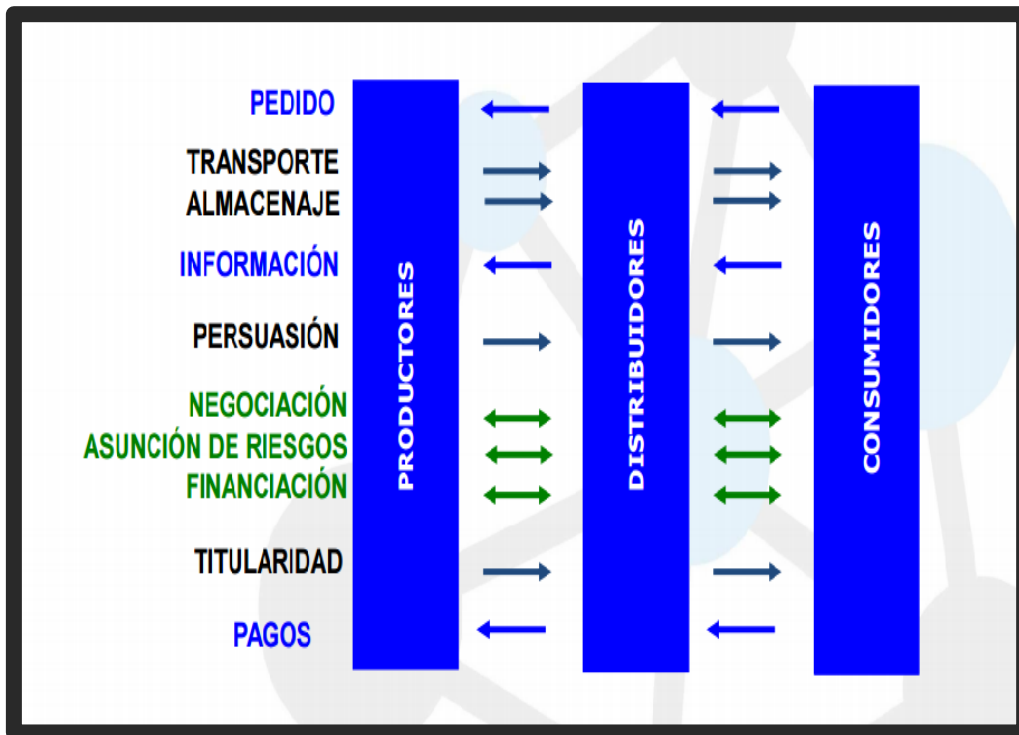 PEDIDO
TRANSPORTE
ALMACENAJE
INFORMACIÓN
PERSUASIÓN
NEGOCIACIÓN
ASUNCIÓN DE RIESGOS
FINANCIACIÓN
TITULARIDAD
PAGOS
PRODUCTORES
DISTRIBUIDORES
CONSUMIDORES